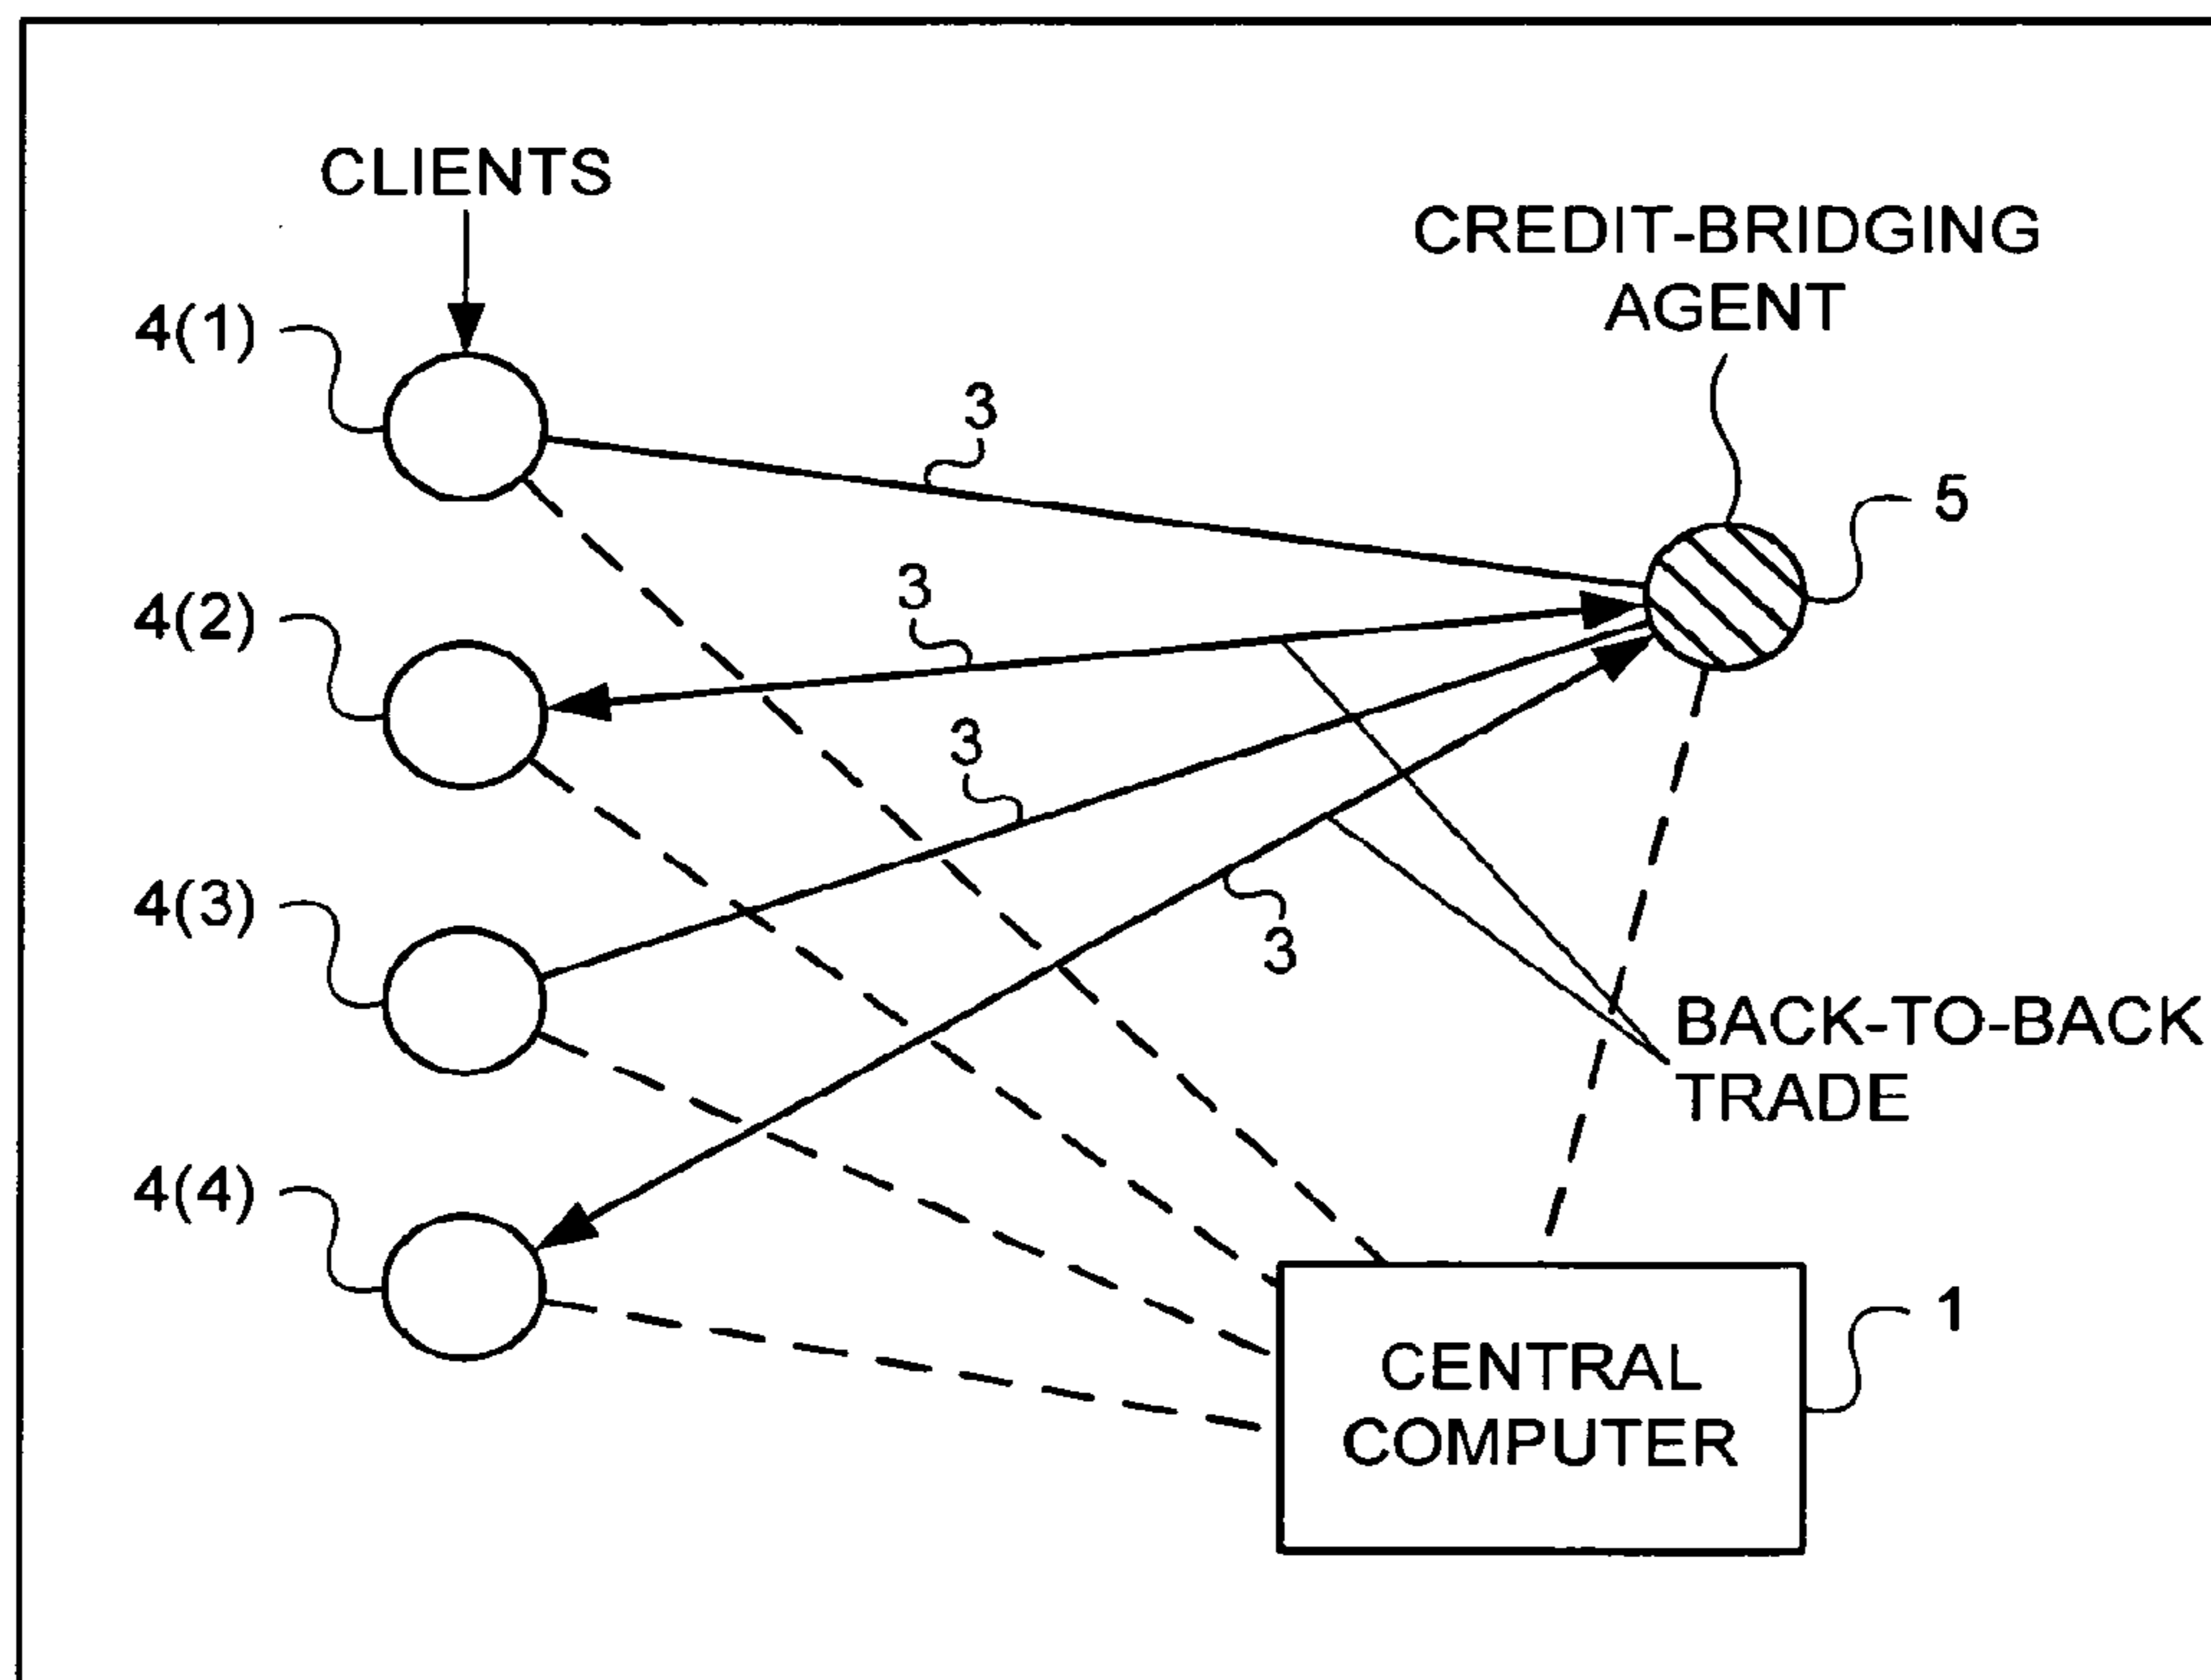 CLIENTS
CREDIT-BRIDGING
AGENT
4(1)
3
5
3
4(2)
3
4(3)
3
BACK-TO-BACK
TRADE
4(4)
1
CENTRAL
COMPUTER